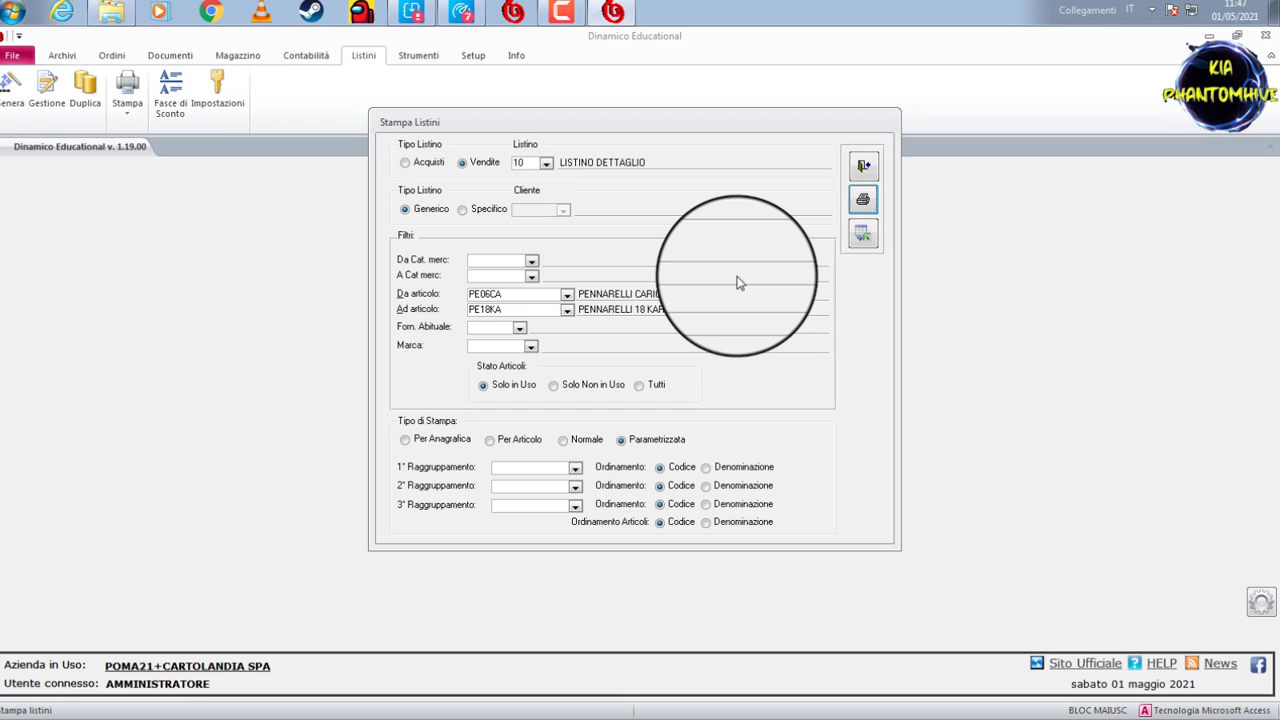 11:47
Collegamenti IT 01/05/2021
Dinamico Educational
File Archivi Ordini Documenti Magazzino Contabilità Listini Strumenti Setup Info
KIA
PHANTOMHIVE
Gestione Duplica Stampa Fasce di Sconto Impostazioni
Dinamico Educational v. 1.19.00
Stampa Listini
Tipo Listino Listino
Acquisti Vendite 10 LISTINO DETTAGLIO
Tipo Listino Cliente
Generico Specifico
Filtri:
Da Cat. merc:
A Cat merc:
Da articolo: PE06CA PENNARELLI
Ad articolo: PE18KA PENNARELLI 18
Forn. Abituale:
Marca:
Stato Articoli:
Solo in Uso Solo Non in Uso Tutti
Tipo di Stampa:
Per Anagrafica Per Articolo Normale Parametrizzata
1° Raggruppamento: Ordinamento: Codice Denominazione
2° Raggruppamento: Ordinamento: Codice Denominazione
3° Raggruppamento: Ordinamento: Codice Denominazione
Ordinamento Articoli: Codice Denominazione
Azienda in Uso: POMA21+CARTOLANDIA SPA Sito Ufficiale HELP News
Utente connesso: AMMINISTRATORE sabato 01 maggio 2021
Stampa listini BLOC MAIUSC Tecnologia Microsoft Access